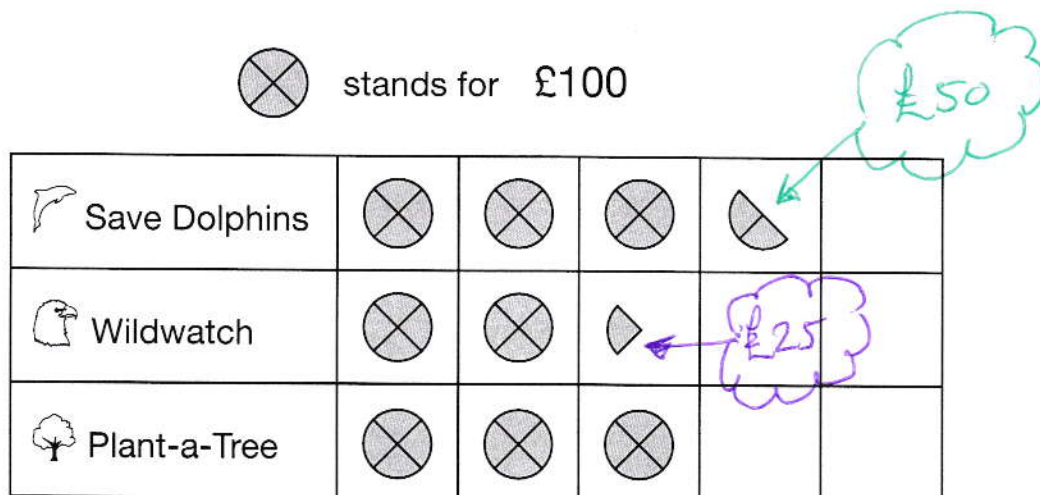 stands for £100
£50
Save Dolphins
Wildwatch
£25
Plant-a-Tree